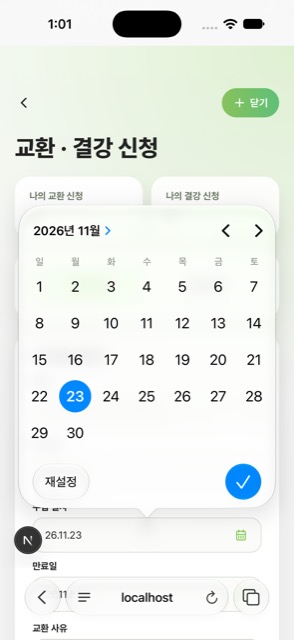 1:01
닫기
교환 · 결강 신청
나의 교환 신청
나의 결강 신청
2026년 11월
일 월 화 수 목 금 토
1 2 3 4 5 6 7
8 9 10 11 12 13 14
15 16 17 18 19 20 21
22 23 24 25 26 27 28
29 30
재설정
26.11.23
N
만료일
11
localhost
교환 사유